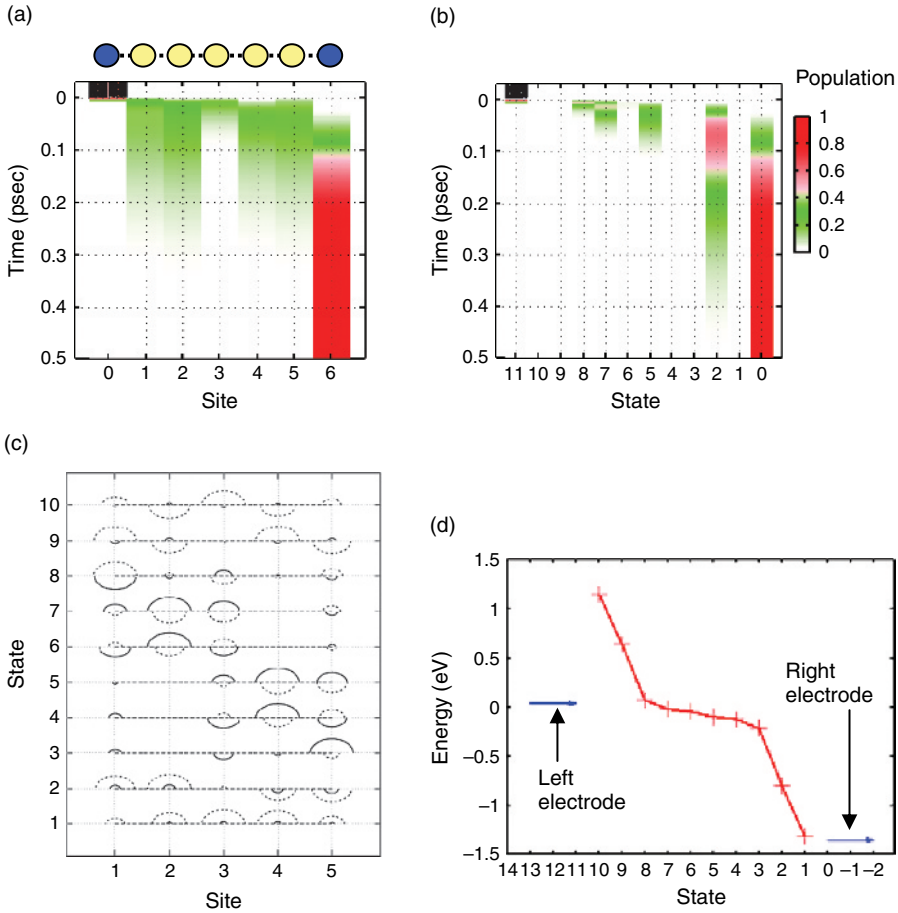 (a)
0
0.1
0.2
0.3
0.4
0.5
Time (psec)
0 1 2 3 4 5 6
Site
(b)
0
0.1
0.2
0.3
0.4
0.5
Time (psec)
11 10 9 8 7 6 5 4 3 2 1 0
State
Population
1
0.8
0.6
0.4
0.2
0
(c)
10
9
8
7
6
5
4
3
2
1
State
1 2 3 4 5
Site
(d)
1.5
1
0.5
0
−0.5
−1
−1.5
Energy (eV)
Left
electrode
Right
electrode
14 13 12 11 10 9 8 7 6 5 4 3 2 1 0 −1 −2
State